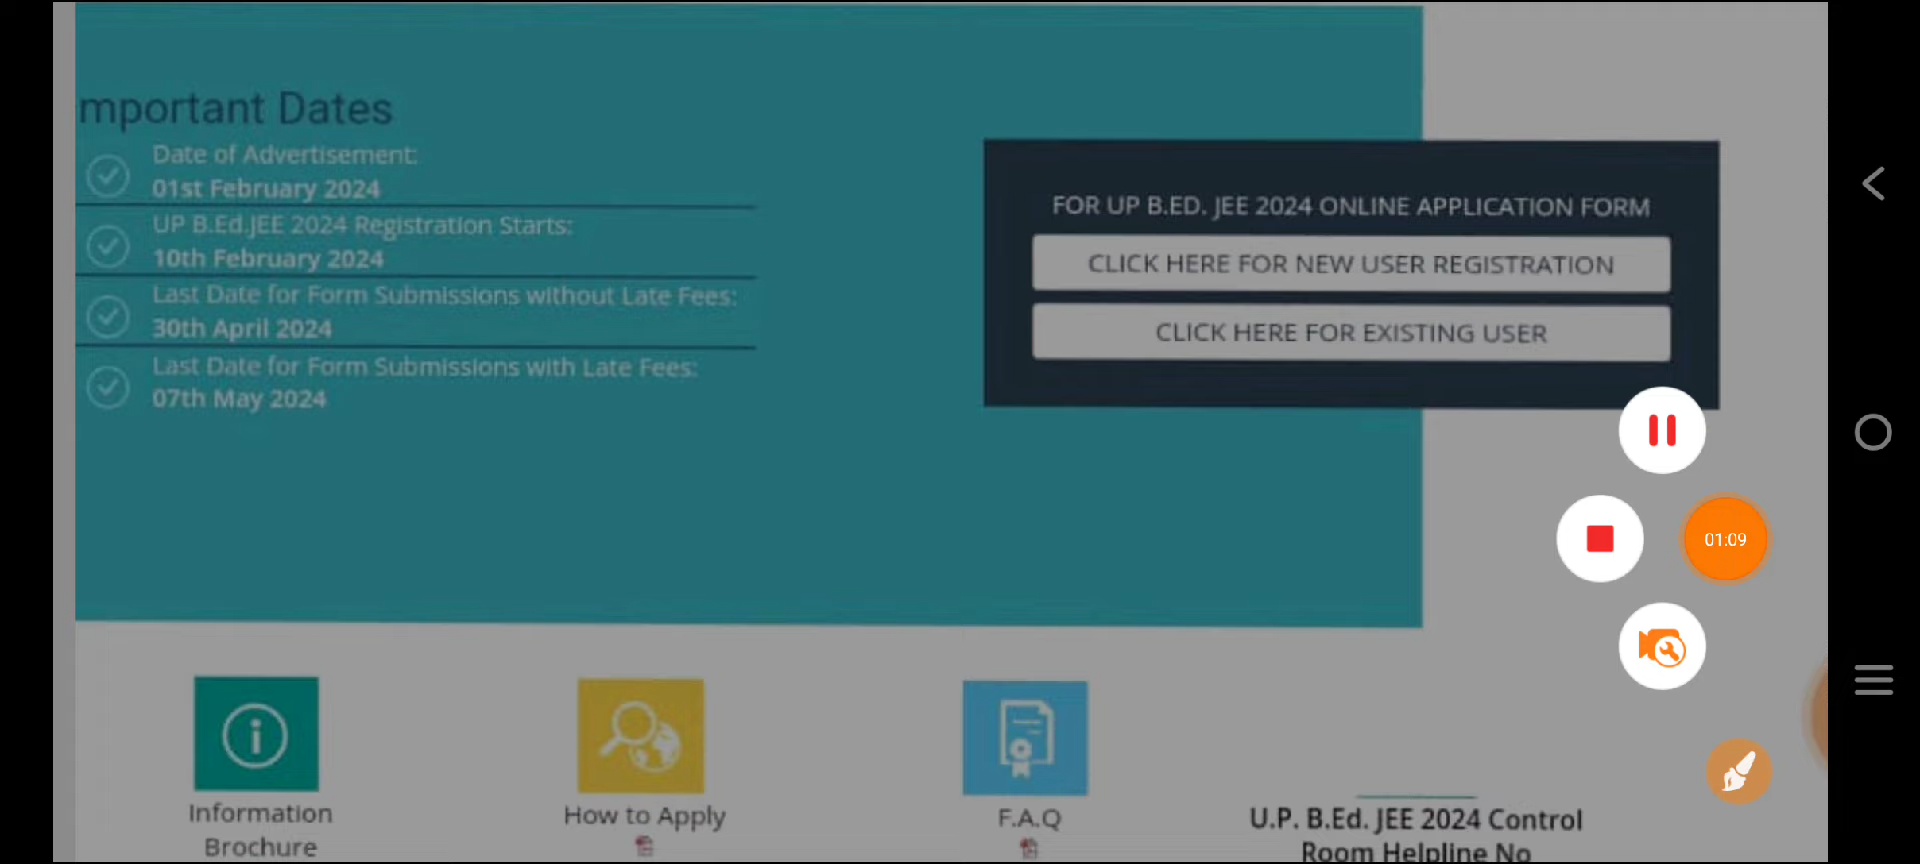 mportant Dates
Date of Advertisement:
01st February 2024
UP B.Ed.JEE 2024 Registration Starts:
10th February 2024
Last Date for Form Submissions without Late Fees:
30th April 2024
Last Date for Form Submissions with Late Fees:
07th May 2024
FOR UP B.ED. JEE 2024 ONLINE APPLICATION FORM
CLICK HERE FOR NEW USER REGISTRATION
CLICK HERE FOR EXISTING USER
01:09
Information
Brochure
How to Apply
F.A.Q
U.P. B.Ed. JEE 2024 Control
Room Helpline No